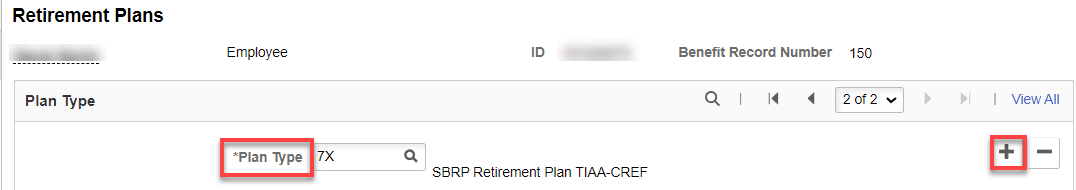 Retirement Plans
Employee ID Benefit Record Number 150
Plan Type 2 of 2 View All
*Plan Type 7X
SBRP Retirement Plan TIAA-CREF